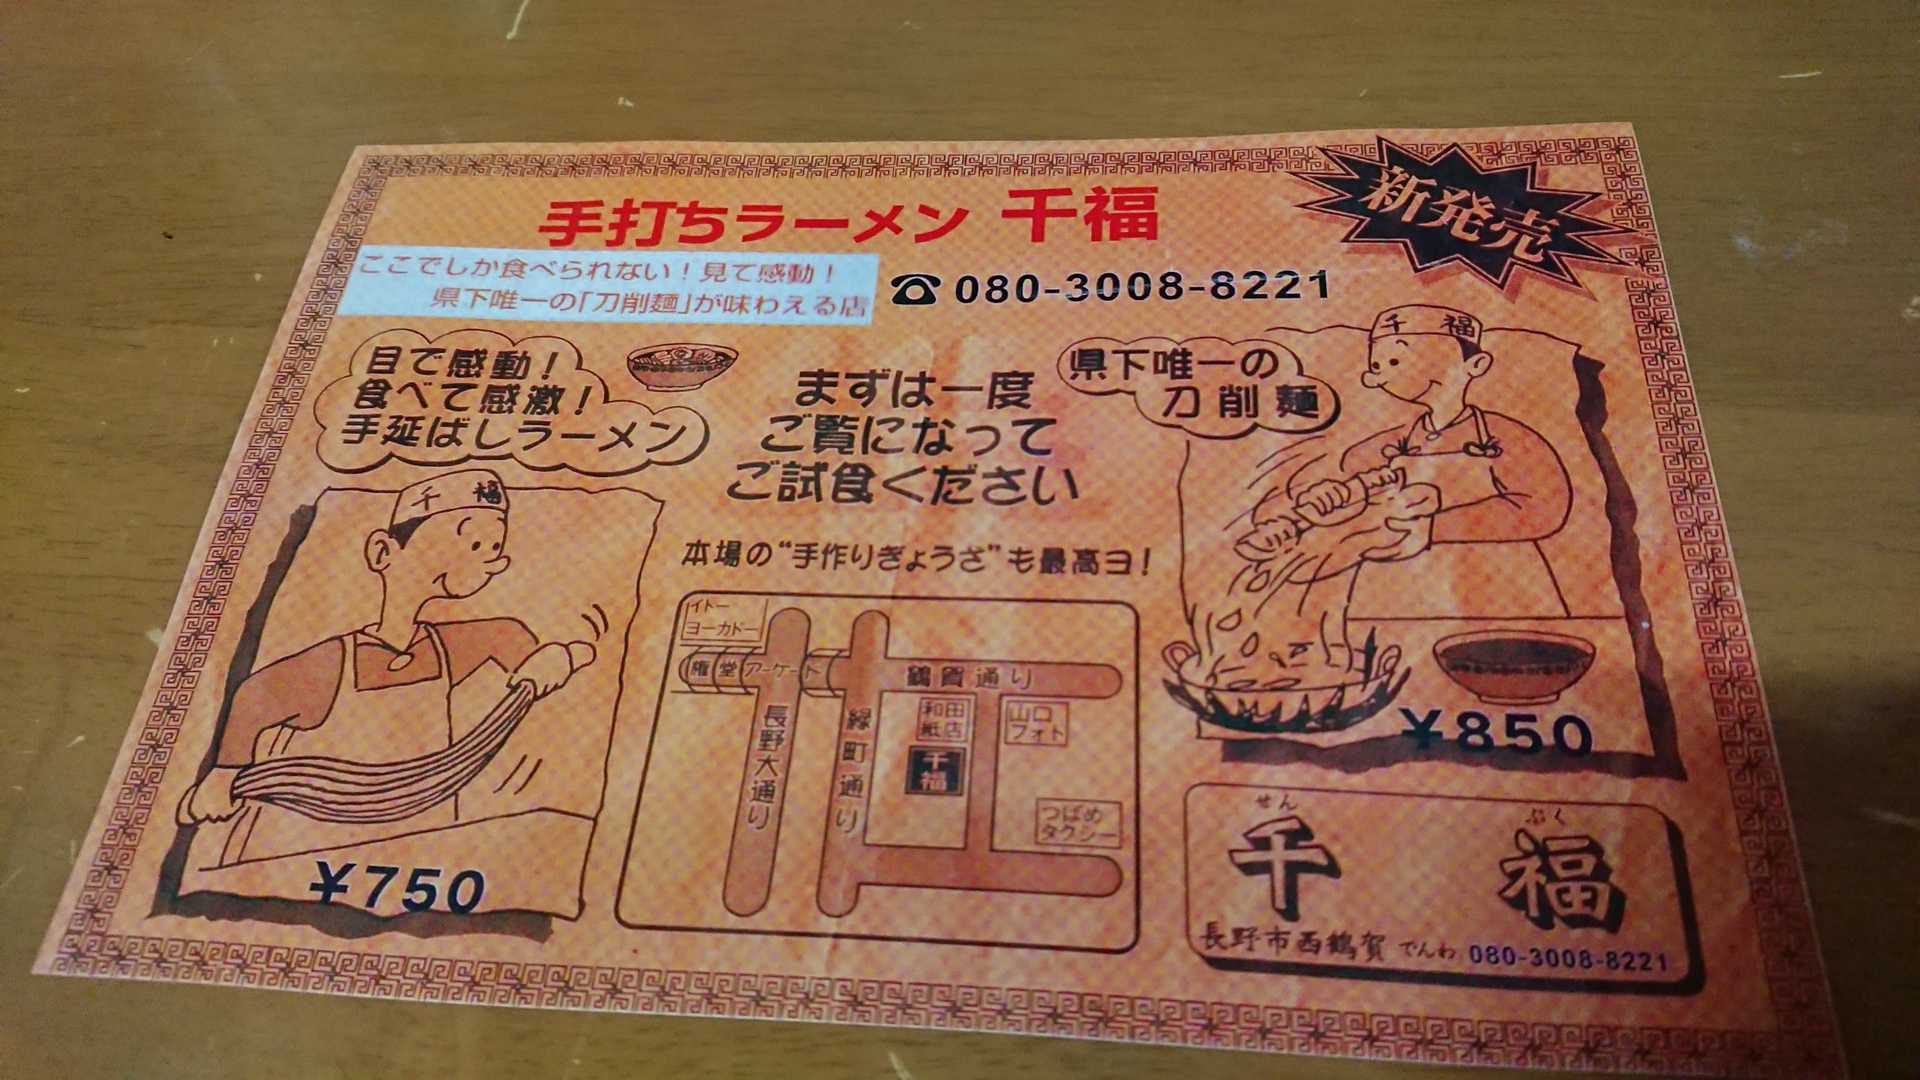 新発売
手打ちラーメン 千福
ここでしか食べられない！見て感動！
県下唯一の「刀削麺」が味わえる店
☎080-3008-8221
目で感動！
食べて感激！
手延ばしラーメン
まずは一度
ご覧になって
ご試食ください
県下唯一の
刀削麺
千福
千福
本場の“手作りぎょうざ”も最高ヨ！
イトー
ヨーカドー
権堂アーケート
鶴賀通り
長野大通り
緑町通り
和田
紙店
山口
フォト
千福
つばめ
タクシー
¥750
¥850
せん ぷく
千福
長野市西鶴賀 でんわ 080-3008-8221